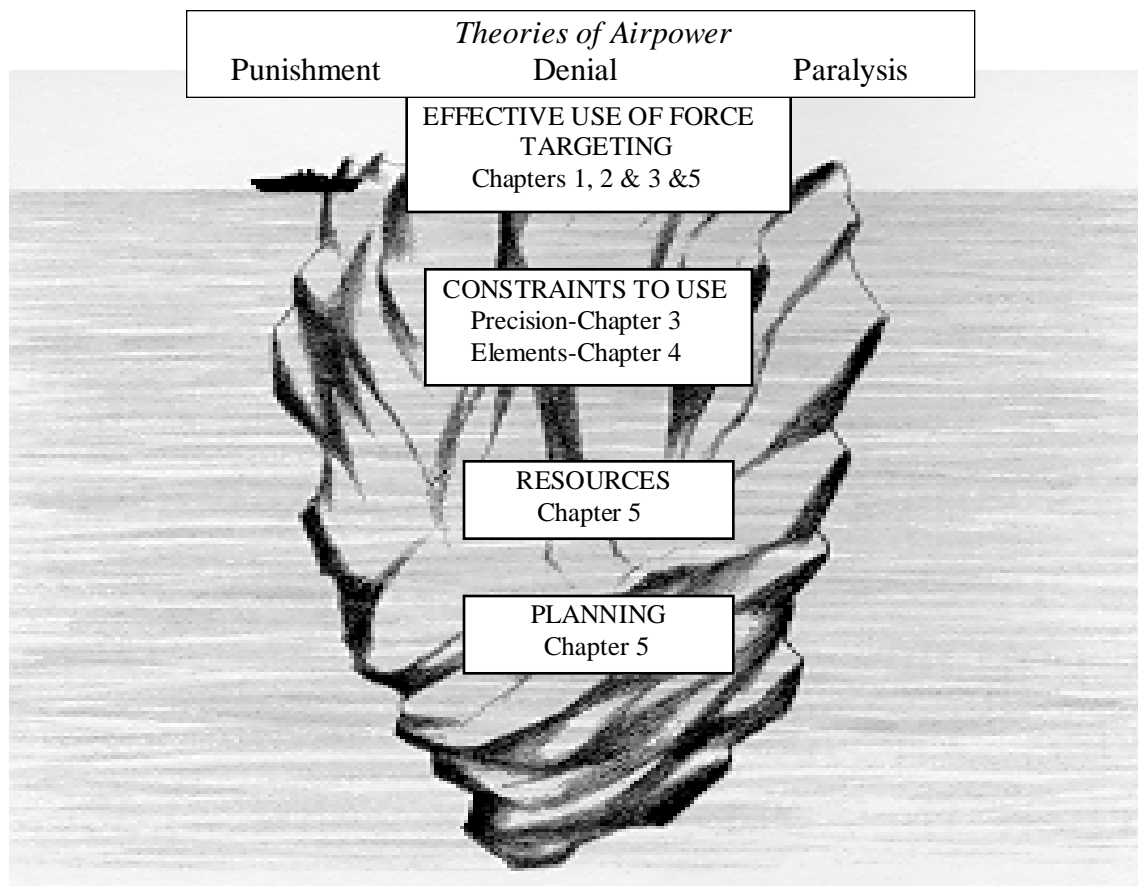 Theories of Airpower
Punishment Denial Paralysis
EFFECTIVE USE OF FORCE
TARGETING
Chapters 1, 2 & 3 &5
CONSTRAINTS TO USE
Precision-Chapter 3
Elements-Chapter 4
RESOURCES
Chapter 5
PLANNING
Chapter 5